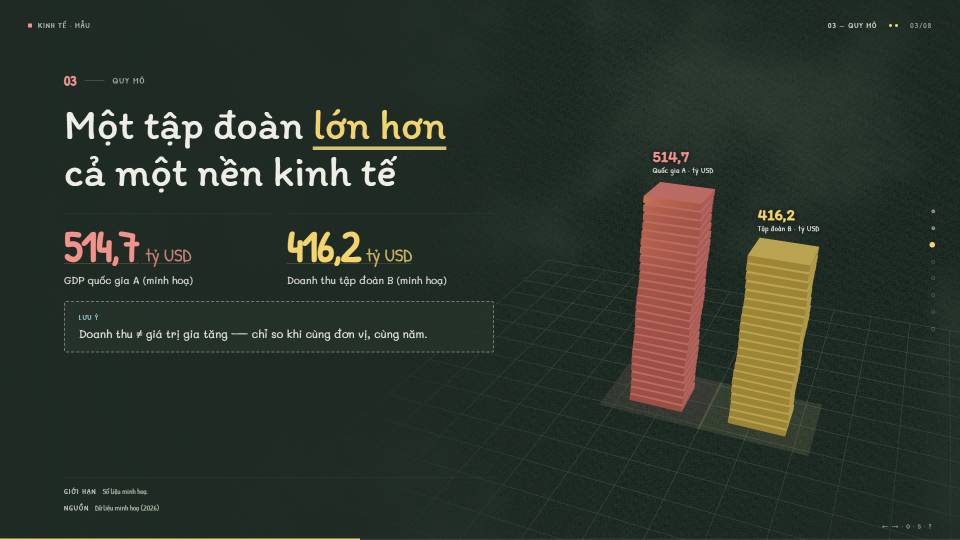 KINH TẾ · MẪU
03 — QUY MÔ
03/08
03 — QUY MÔ
Một tập đoàn lớn hơn
cả một nền kinh tế
514,7 tỷ USD
416,2 tỷ USD
GDP quốc gia A (minh hoạ)
Doanh thu tập đoàn B (minh hoạ)
LƯU Ý
Doanh thu ≠ giá trị gia tăng — chỉ so khi cùng đơn vị, cùng năm.
514,7
Quốc gia A · tỷ USD
416,2
Tập đoàn B · tỷ USD
GIỚI HẠN Số liệu minh hoạ.
NGUỒN Dữ liệu minh hoạ (2026)
← → · O · S · ?